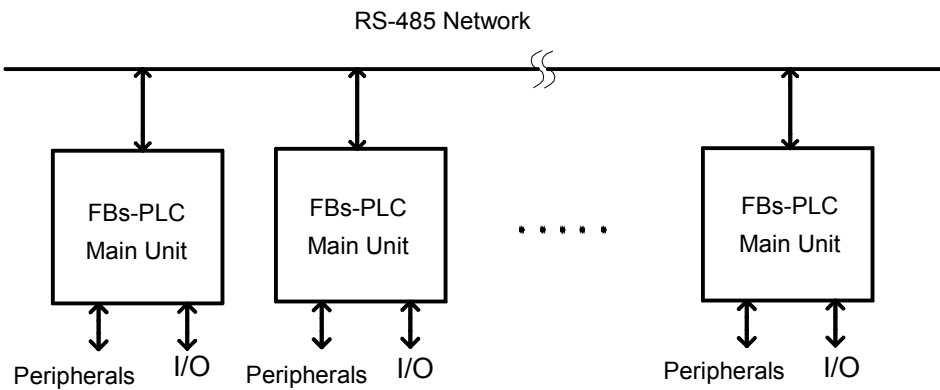 RS-485 Network
FBs-PLC
Main Unit
FBs-PLC
Main Unit
FBs-PLC
Main Unit
Peripherals
I/O
Peripherals
I/O
Peripherals
I/O